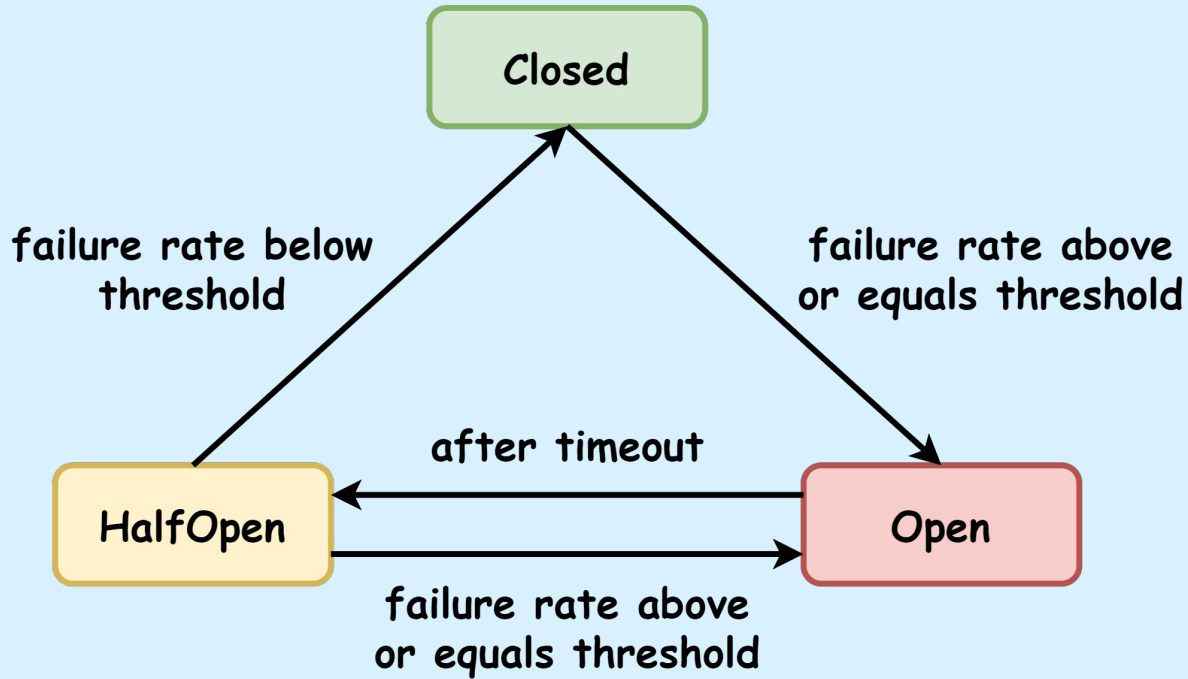 Closed
failure rate below
threshold
failure rate above
or equals threshold
after timeout
HalfOpen
Open
failure rate above
or equals threshold